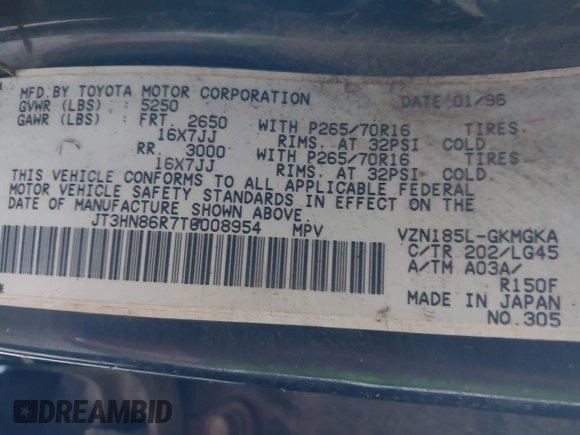 MFD. BY TOYOTA MOTOR CORPORATION DATE 01/96
GVWR (LBS) : 5250
GAWR (LBS) : FRT. 2650 WITH P265/70R16 TIRES
16X7JJ RIMS. AT 32PSI COLD.
RR. 3000 WITH P265/70R16 TIRES
16X7JJ RIMS. AT 32PSI COLD.
THIS VEHICLE CONFORMS TO ALL APPLICABLE FEDERAL
MOTOR VEHICLE SAFETY STANDARDS IN EFFECT ON THE
DATE OF MANUFACTURE SHOWN ABOVE.
JT3HN86R7T0008954 MPV
VZN185L-GKMGKA
C/TR 202/LG45
A/TM A03A/
R150F
MADE IN JAPAN
NO.305
DREAMBID